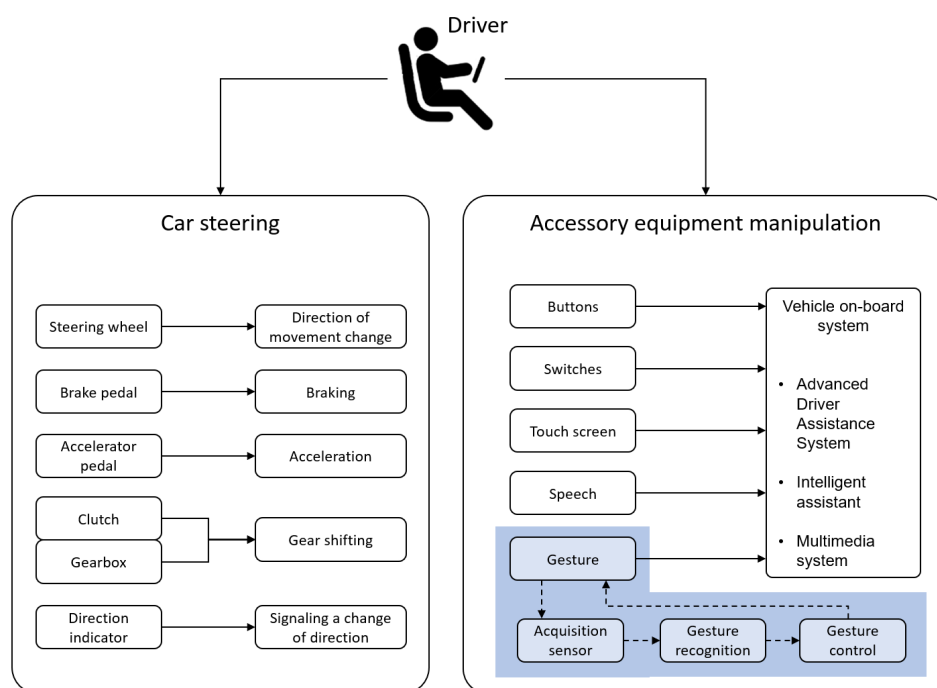 Driver
Car steering
Steering wheel
Direction of
movement change
Brake pedal
Braking
Accelerator
pedal
Acceleration
Clutch
Gearbox
Gear shifting
Direction
indicator
Signaling a change
of direction
Accessory equipment manipulation
Buttons
Switches
Touch screen
Speech
Gesture
Vehicle on-board
system
• Advanced
Driver
Assistance
System
• Intelligent
assistant
• Multimedia
system
Acquisition
sensor
Gesture
recognition
Gesture
control